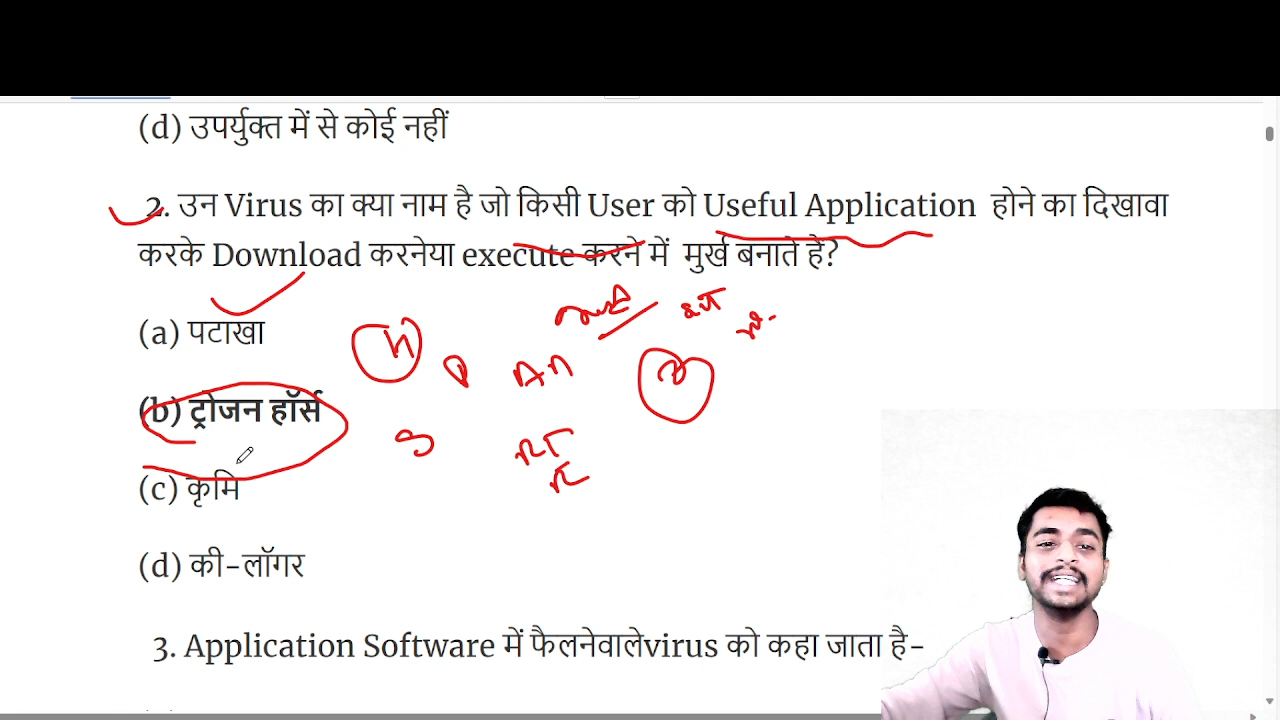 (d) उपर्युक्त में से कोई नहीं
2. उन Virus का क्या नाम है जो किसी User को Useful Application होने का दिखावा
करके Download करनेया execute करने में मुर्ख बनाते है?
(a) पटाखा
(b) ट्रोजन हॉर्स
(c) कृमि
(d) की-लॉगर
3. Application Software में फैलनेवालेvirus को कहा जाता है-